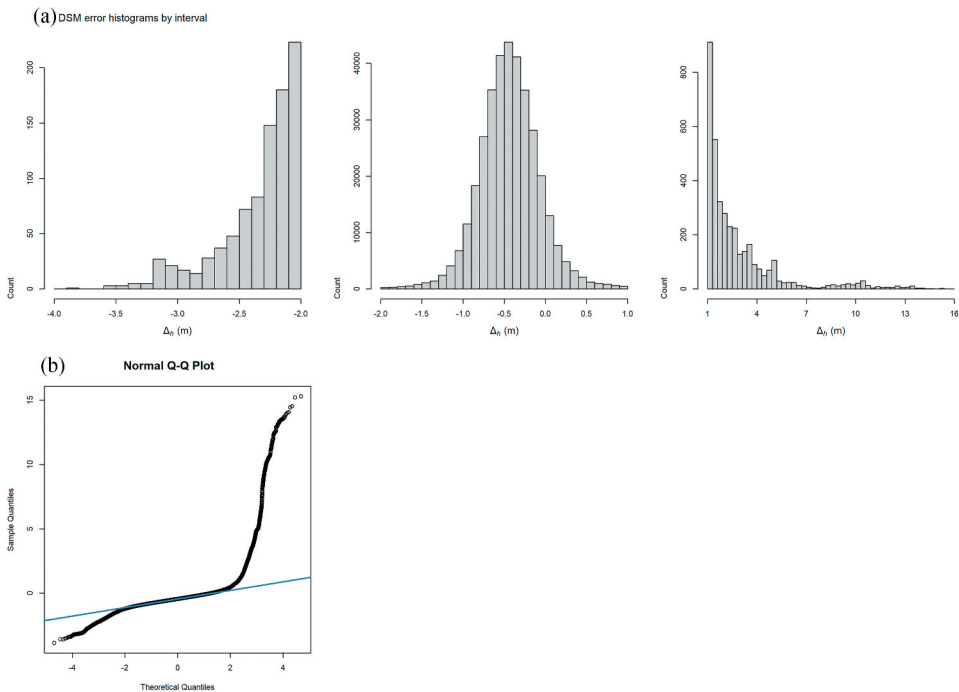 (a) DSM error histograms by interval
200
150
100
50
0
Count
-4.0 -3.5 -3.0 -2.5 -2.0
Δh (m)
40000
30000
20000
10000
0
Count
-2.0 -1.5 -1.0 -0.5 0.0 0.5 1.0
Δh (m)
800
600
400
200
0
Count
1 4 7 10 13 16
Δh (m)
(b) Normal Q-Q Plot
15
10
5
0
Sample Quantiles
-4 -2 0 2 4
Theoretical Quantiles